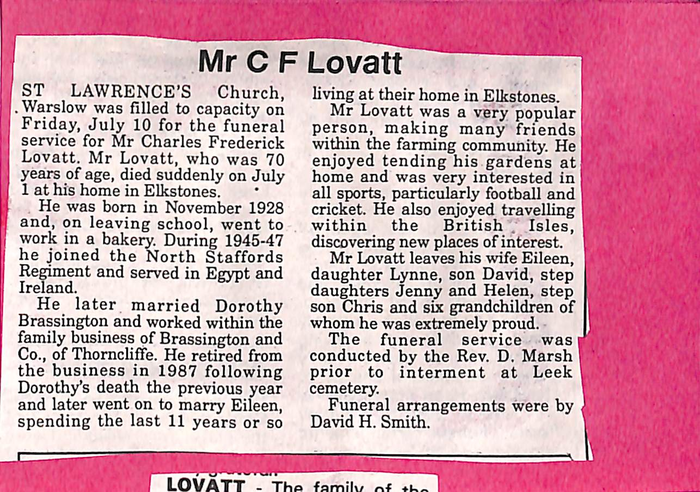 Mr C F Lovatt
ST LAWRENCE'S Church,
Warslow was filled to capacity on
Friday, July 10 for the funeral
service for Mr Charles Frederick
Lovatt. Mr Lovatt, who was 70
years of age, died suddenly on July
1 at his home in Elkstones.
He was born in November 1928
and, on leaving school, went to
work in a bakery. During 1945-47
he joined the North Staffords
Regiment and served in Egypt and
Ireland.
He later married Dorothy
Brassington and worked within the
family business of Brassington and
Co., of Thorncliffe. He retired from
the business in 1987 following
Dorothy's death the previous year
and later went on to marry Eileen,
spending the last 11 years or so
living at their home in Elkstones.
Mr Lovatt was a very popular
person, making many friends
within the farming community. He
enjoyed tending his gardens at
home and was very interested in
all sports, particularly football and
cricket. He also enjoyed travelling
within the British Isles,
discovering new places of interest.
Mr Lovatt leaves his wife Eileen,
daughter Lynne, son David, step
daughters Jenny and Helen, step
son Chris and six grandchildren of
whom he was extremely proud.
The funeral service was
conducted by the Rev. D. Marsh
prior to interment at Leek
cemetery.
Funeral arrangements were by
David H. Smith.
LOVATT - The family of the